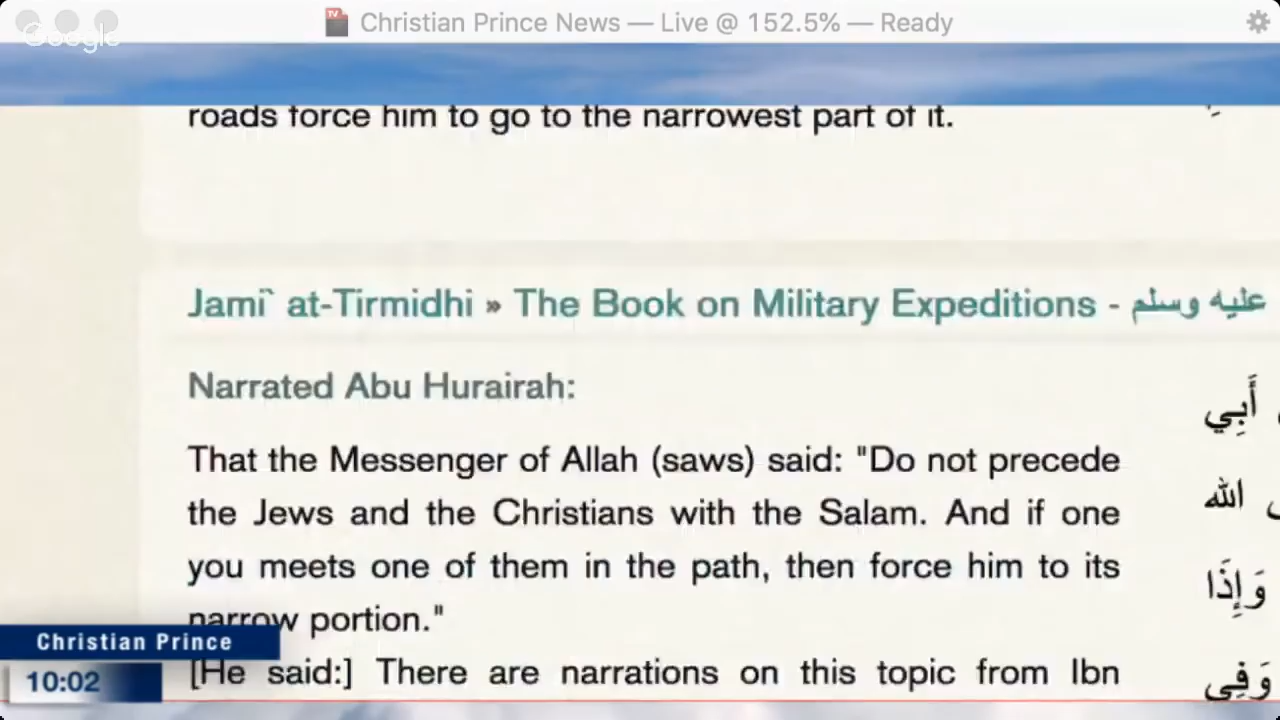 Christian Prince News — Live @ 152.5% — Ready
Google
roads force him to go to the narrowest part of it.
Jami` at-Tirmidhi » The Book on Military Expeditions - عليه وسلم
Narrated Abu Hurairah:
أَبِي
That the Messenger of Allah (saws) said: "Do not precede
the Jews and the Christians with the Salam. And if one
الله
you meets one of them in the path, then force him to its
وَإِذَا
narrow portion."
[He said:] There are narrations on this topic from Ibn
وَفِي
Christian Prince
10:02